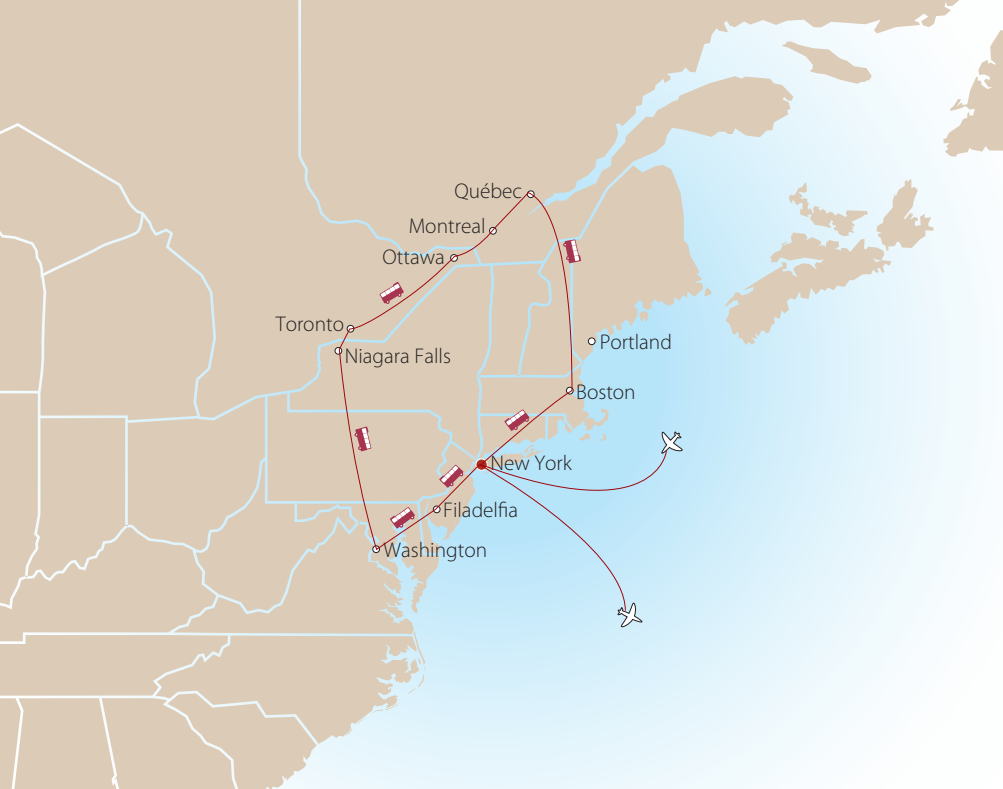 Québec
Montreal
Ottawa
Toronto
Portland
Niagara Falls
Boston
New York
Filadelfia
Washington